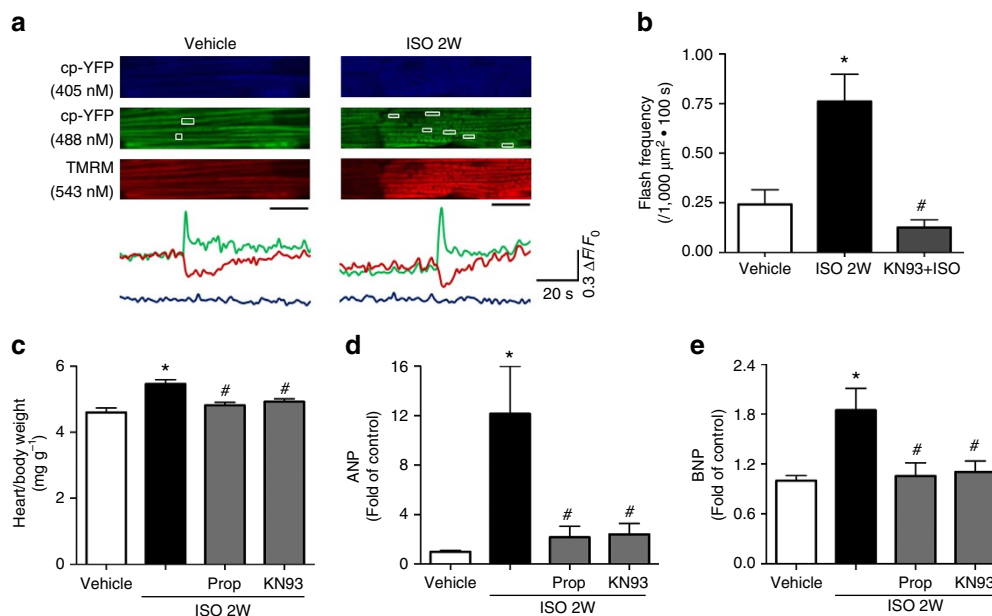 a
Vehicle
ISO 2W
cp-YFP
(405 nM)
cp-YFP
(488 nM)
TMRM
(543 nM)
20 s
0.3 ΔF/F0
b
Flash frequency
(/1,000 μm² • 100 s)
1.00
0.75
0.25
0.25
0.00
*
#
Vehicle
ISO 2W
KN93+ISO
c
Heart/body weight
(mg g⁻¹)
6
4
2
0
*
#
#
Vehicle
Prop
KN93
ISO 2W
d
ANP
(Fold of control)
16
12
8
4
0
*
#
#
Vehicle
Prop
KN93
ISO 2W
e
BNP
(Fold of control)
2.4
1.8
1.2
0.6
0.0
*
#
#
Vehicle
Prop
KN93
ISO 2W